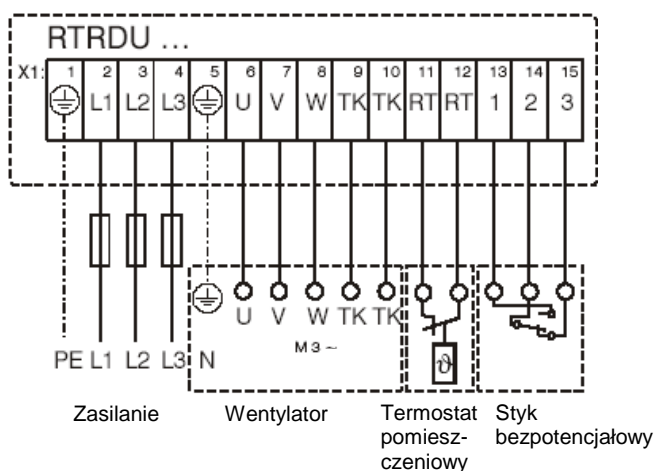 RTRDU ...
X1: 1 2 3 4 5 6 7 8 9 10 11 12 13 14 15
L1 L2 L3 U V W TK TK RT RT 1 2 3
U V W TK TK
M 3 ~
ϑ
PE L1 L2 L3 N
Zasilanie Wentylator Termostat Styk
pomiesz- bezpotencjałowy
czeniowy